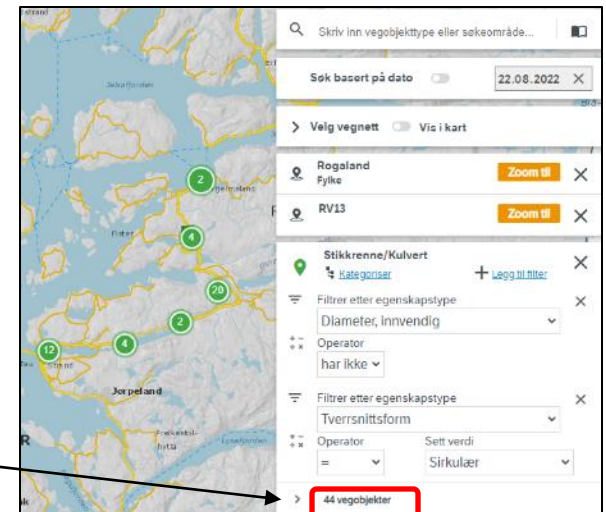 Skriv inn vegobjekttype eller søkeområde...
Søk basert på dato
22.08.2022
Velg vegnett
Vis i kart
Rogaland
Fylke
Zoom til
RV13
Zoom til
Stikkrenne/Kulvert
Kategoriser
Legg til filter
Filtrer etter egenskapstype
Diameter, innvendig
Operator
har ikke
Filtrer etter egenskapstype
Tverrsnittsform
Operator
Sett verdi
=
Sirkulær
44 vegobjekter
2
4
20
2
4
12
Strand
Jørpeland